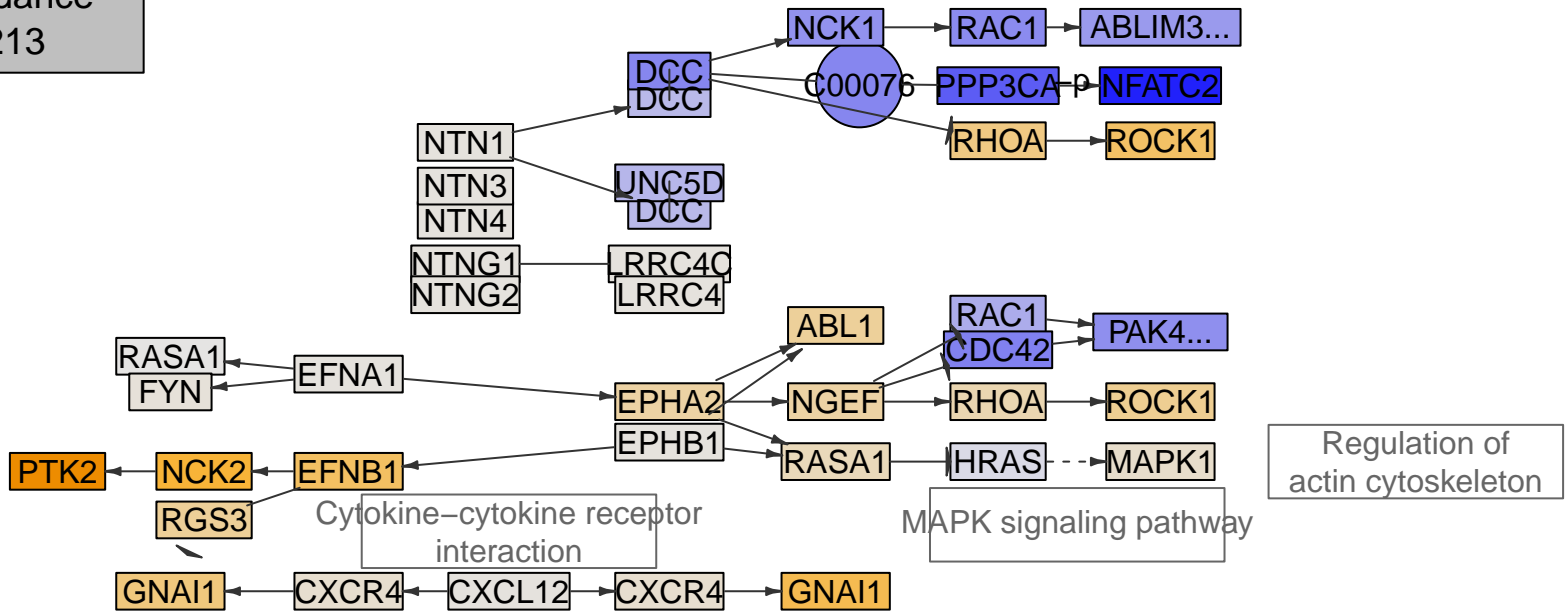 213
NCK1
RAC1
ABLIM3...
DCC
DCC
C00076
PPP3CA
–p
NFATC2
NTN1
RHOA
ROCK1
NTN3
NTN4
UNC5D
DCC
NTNG1
NTNG2
LRRC4C
LRRC4
ABL1
RAC1
CDC42
PAK4...
RASA1
FYN
EFNA1
EPHA2
EPHB1
NGEF
RHOA
ROCK1
RASA1
HRAS
MAPK1
Regulation of
actin cytoskeleton
PTK2
NCK2
EFNB1
RGS3
Cytokine–cytokine receptor
interaction
MAPK signaling pathway
GNAI1
CXCR4
CXCL12
CXCR4
GNAI1